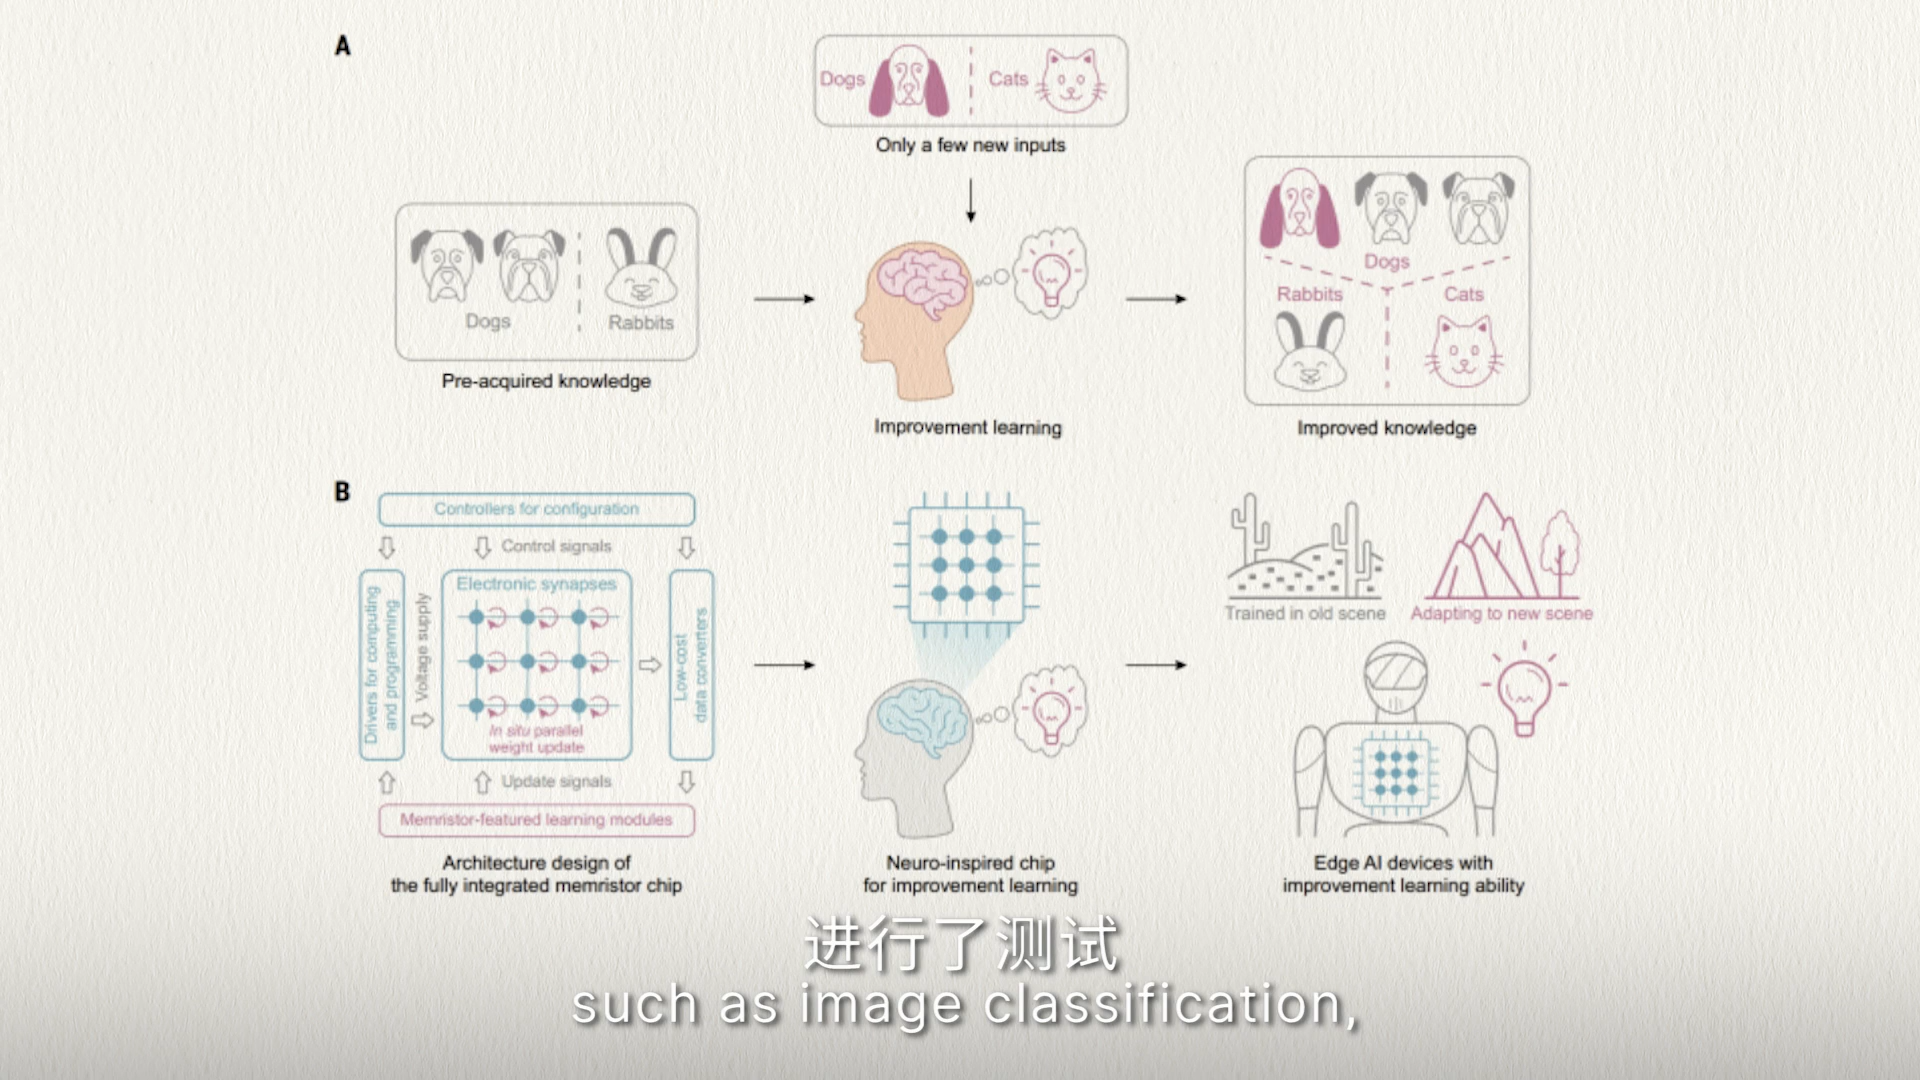 A
Dogs
Cats
Only a few new inputs
Dogs
Rabbits
Pre-acquired knowledge
Improvement learning
Dogs
Rabbits
Cats
Improved knowledge
B
Controllers for configuration
Control signals
Drivers for computing
and programming
Voltage supply
Electronic synapses
In situ parallel
weight update
Low-cost
data converters
Update signals
Memristor-featured learning modules
Architecture design of
the fully integrated memristor chip
Neuro-inspired chip
for improvement learning
Trained in old scene
Adapting to new scene
Edge AI devices with
improvement learning ability
进行了测试
such as image classification,